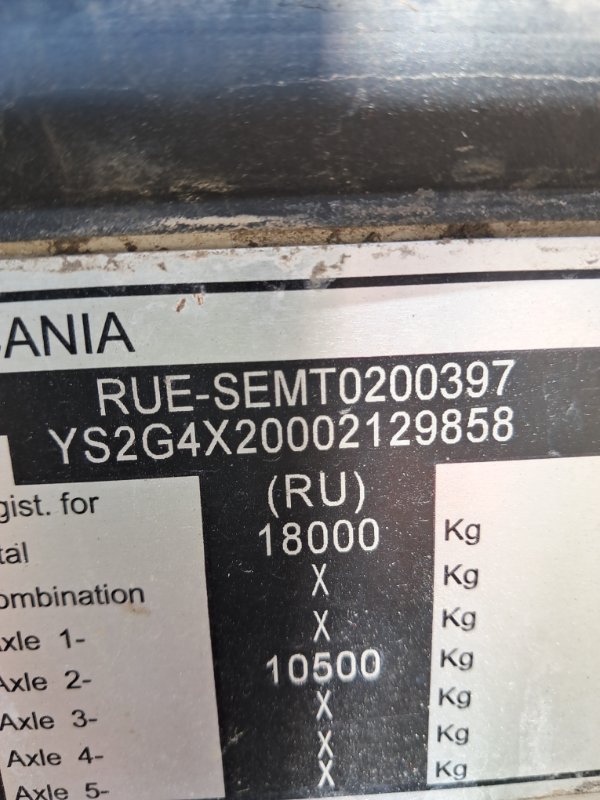 CANIA
RUE-SEMT0200397
YS2G4X20002129858
gist. for (RU)
tal 18000 Kg
ombination X Kg
xle 1- X Kg
Axle 2- 10500 Kg
Axle 3- X Kg
Axle 4- X Kg
Axle 5- X Kg